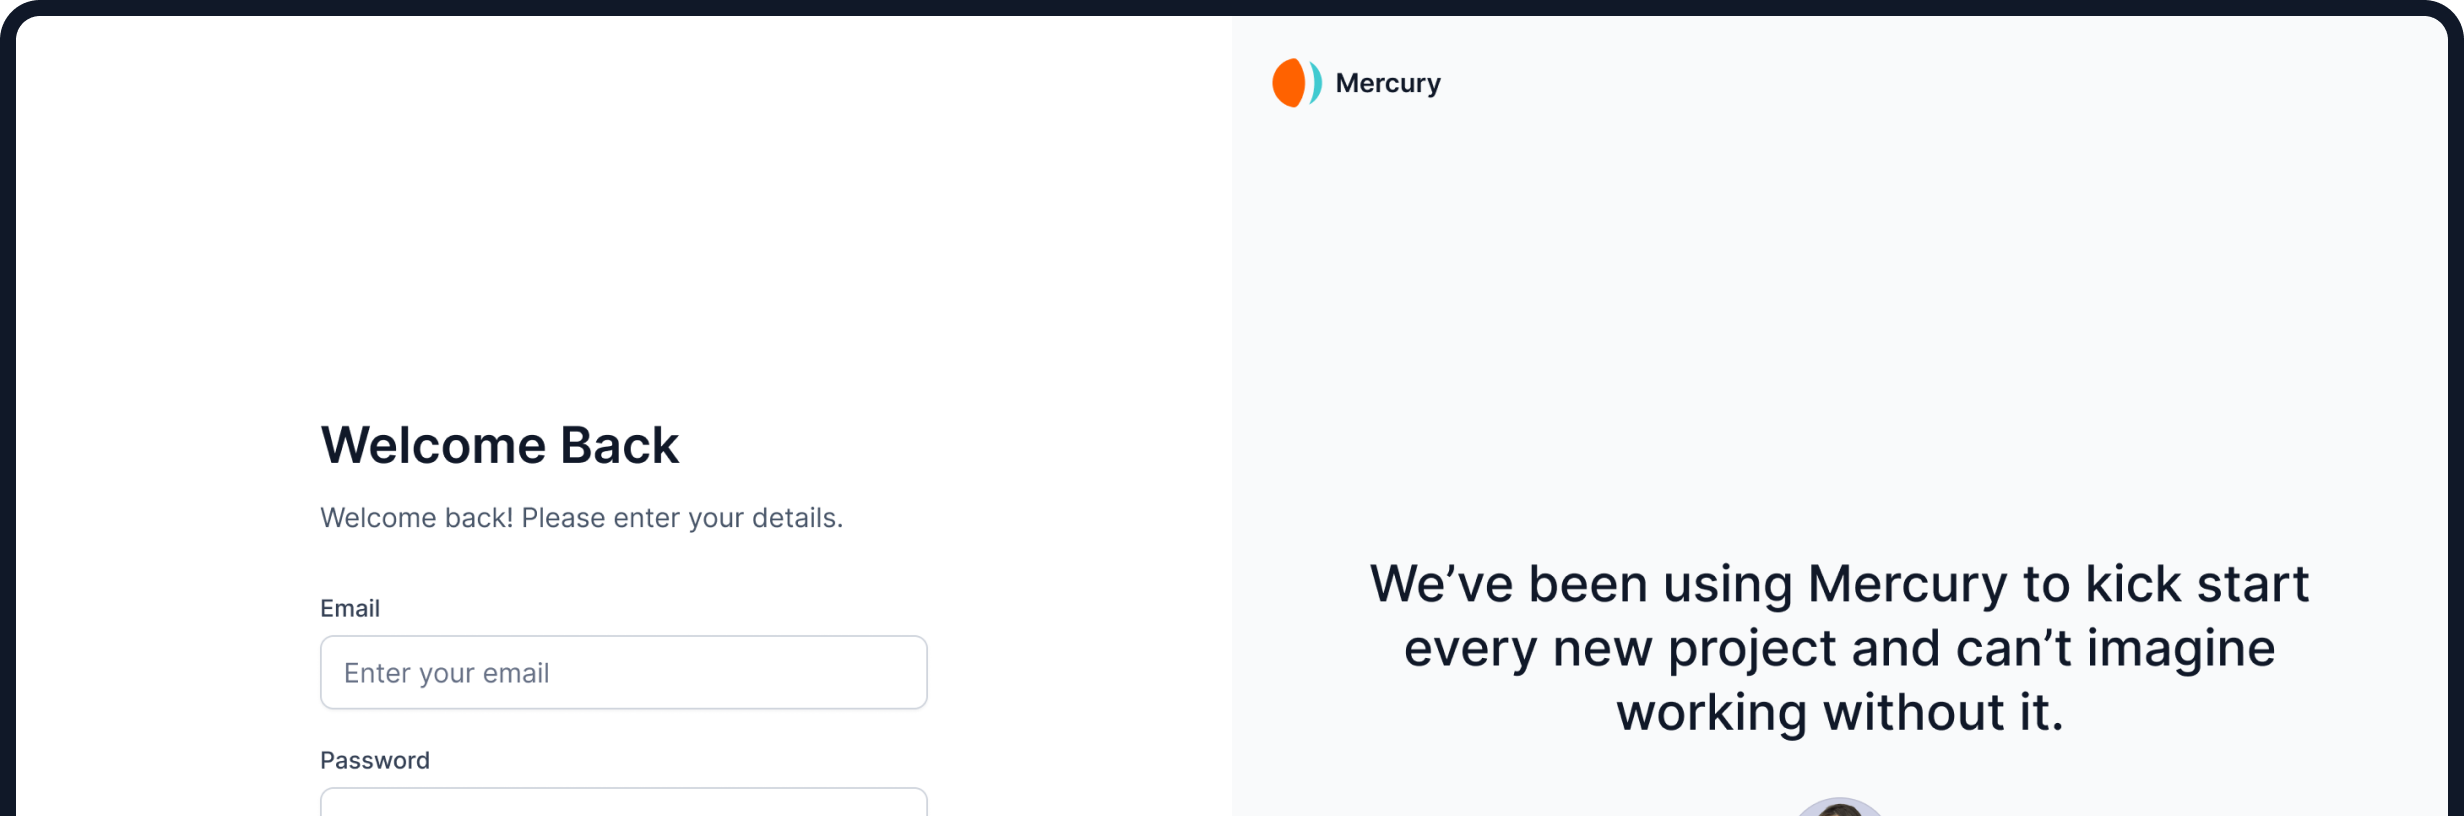 Mercury
Welcome Back
Welcome back! Please enter your details.
Email
Enter your email
Password
We’ve been using Mercury to kick start
every new project and can’t imagine
working without it.